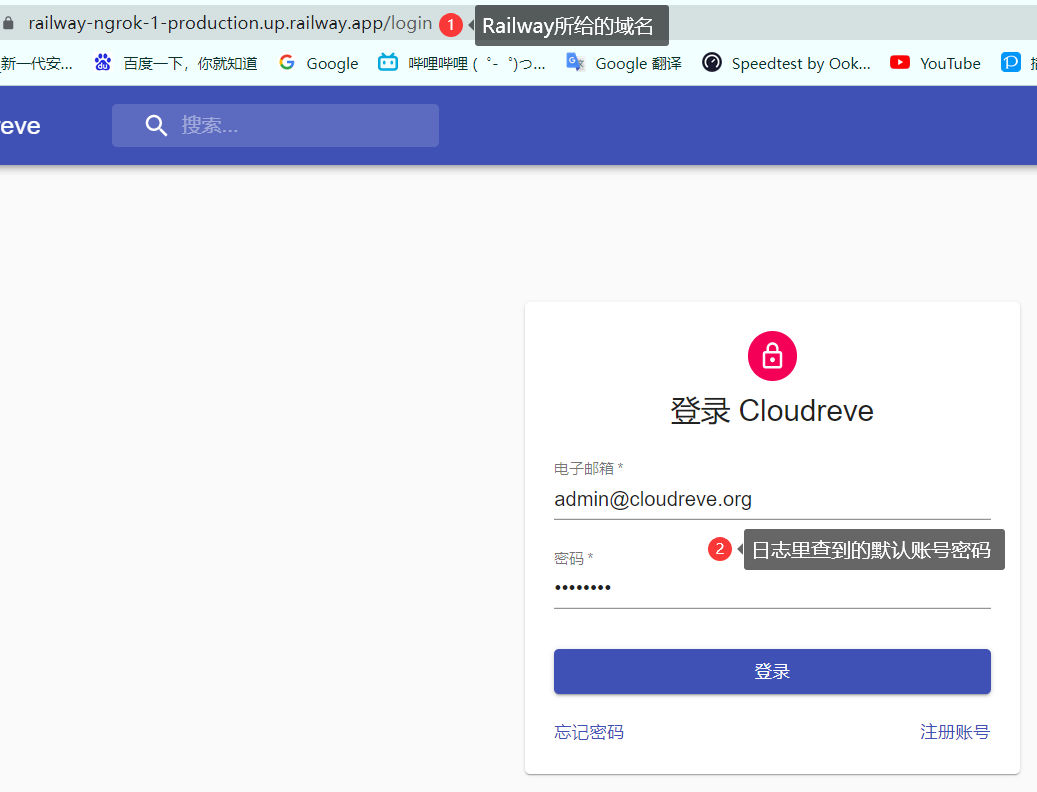 railway-ngrok-1-production.up.railway.app/login 1 Railway所给的域名
新一代安... 百度一下，你就知道 Google 哔哩哔哩 (゜-゜)つ... Google 翻译 Speedtest by Ook... YouTube
eve 搜索...
登录 Cloudreve
电子邮箱 *
admin@cloudreve.org
2 日志里查到的默认账号密码
密码 *
••••••••
登录
忘记密码 注册账号